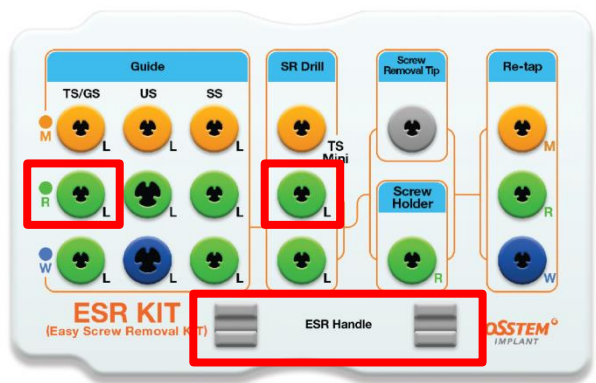 Guide
SR Drill
Screw
Removal Tip
Re-tap
TS/GS US SS
M L L L TS
Mini M
R L L L R
Screw
Holder
W L L L R W
ESR KIT
(Easy Screw Removal K T)
ESR Handle
OSSTEM
IMPLANT